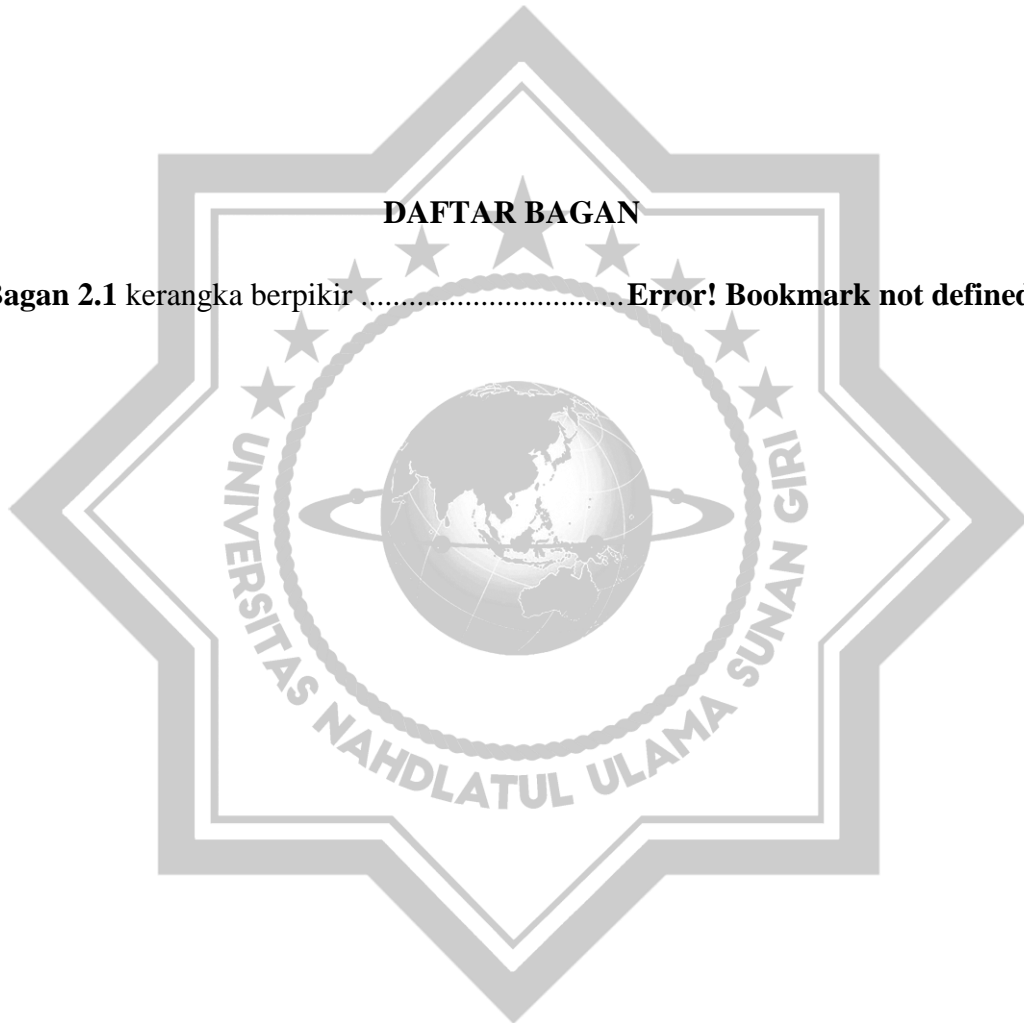 DAFTAR BAGAN
Bagan 2.1 kerangka berpikir .................................Error! Bookmark not defined
UNIVERSITAS NAHDLATUL ULAMA SUNAN GIRI